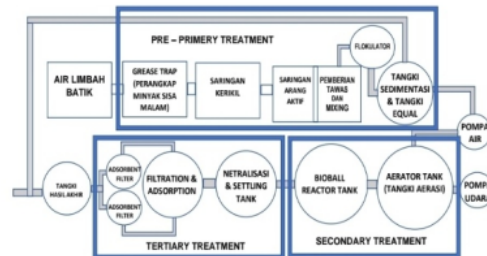 PRE – PRIMERY TREATMENT
AIR LIMBAH
BATIK
GREASE TRAP
(PERANGKAP
MINYAK SISA
MALAM)
SARINGAN
KERIKIL
SARINGAN
ARANG
AKTIF
PEMBERIAN
TAWAS
DAN
MIXING
FLOKULATOR
TANGKI
SEDIMENTASI
& TANGKI
EQUAL
POMPA
AIR
TANGKI
HASIL AKHIR
ADSORBENT
FILTER
ADSORBENT
FILTER
FILTRATION &
ADSORPTION
NETRALISASI
& SETTLING
TANK
BIOBALL
REACTOR TANK
AERATOR TANK
(TANGKI AERASI)
POMPA
UDARA
TERTIARY TREATMENT
SECONDARY TREATMENT